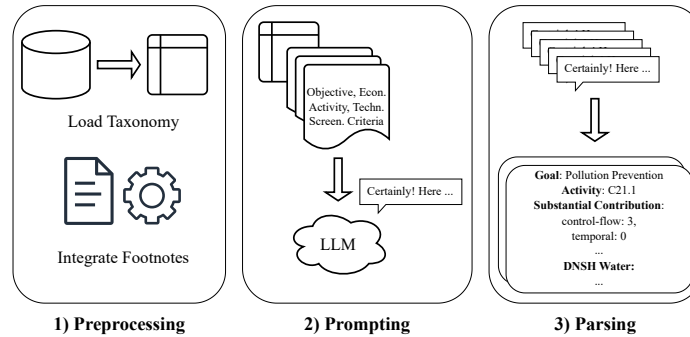 Load Taxonomy
Integrate Footnotes
1) Preprocessing
Objective, Econ.
Activity, Techn.
Screen. Criteria
Certainly! Here ...
LLM
2) Prompting
Certainly! Here ...
Goal: Pollution Prevention
Activity: C21.1
Substantial Contribution:
control-flow: 3,
temporal: 0
...
DNSH Water:
...
3) Parsing